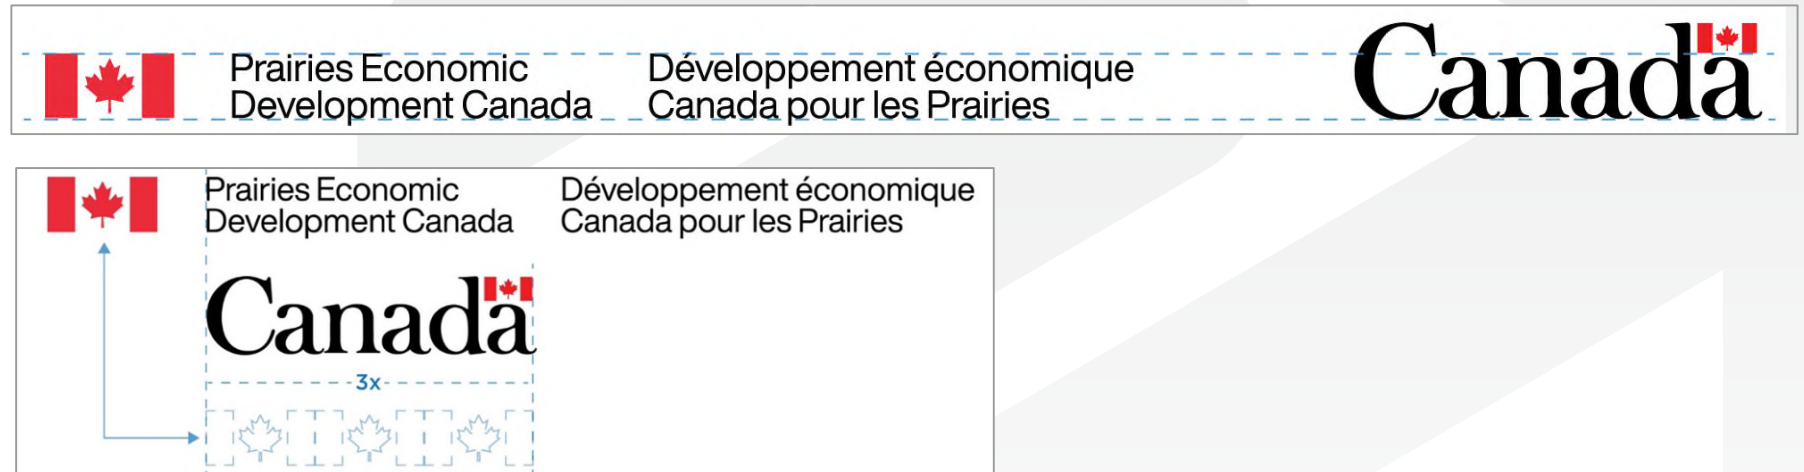 Prairies Economic
Development Canada
Développement économique
Canada pour les Prairies
Canada
Prairies Economic
Development Canada
Développement économique
Canada pour les Prairies
Canada
3x